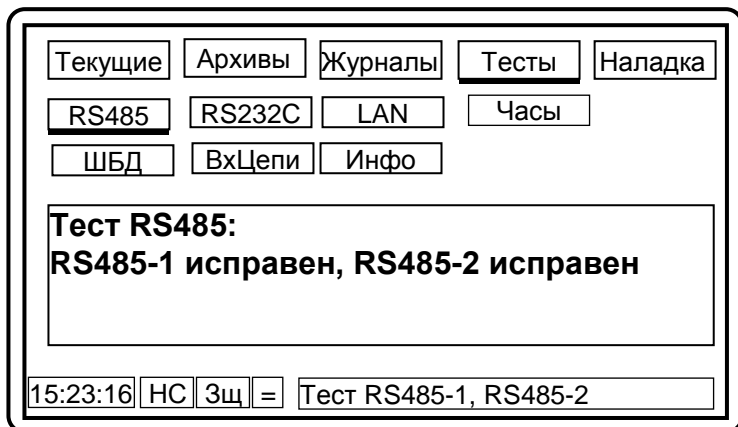 Текущие Архивы Журналы Тесты Наладка
RS485 RS232C LAN Часы
ШБД ВхЦепи Инфо
Тест RS485:
RS485-1 исправен, RS485-2 исправен
15:23:16 НС Зщ = Тест RS485-1, RS485-2